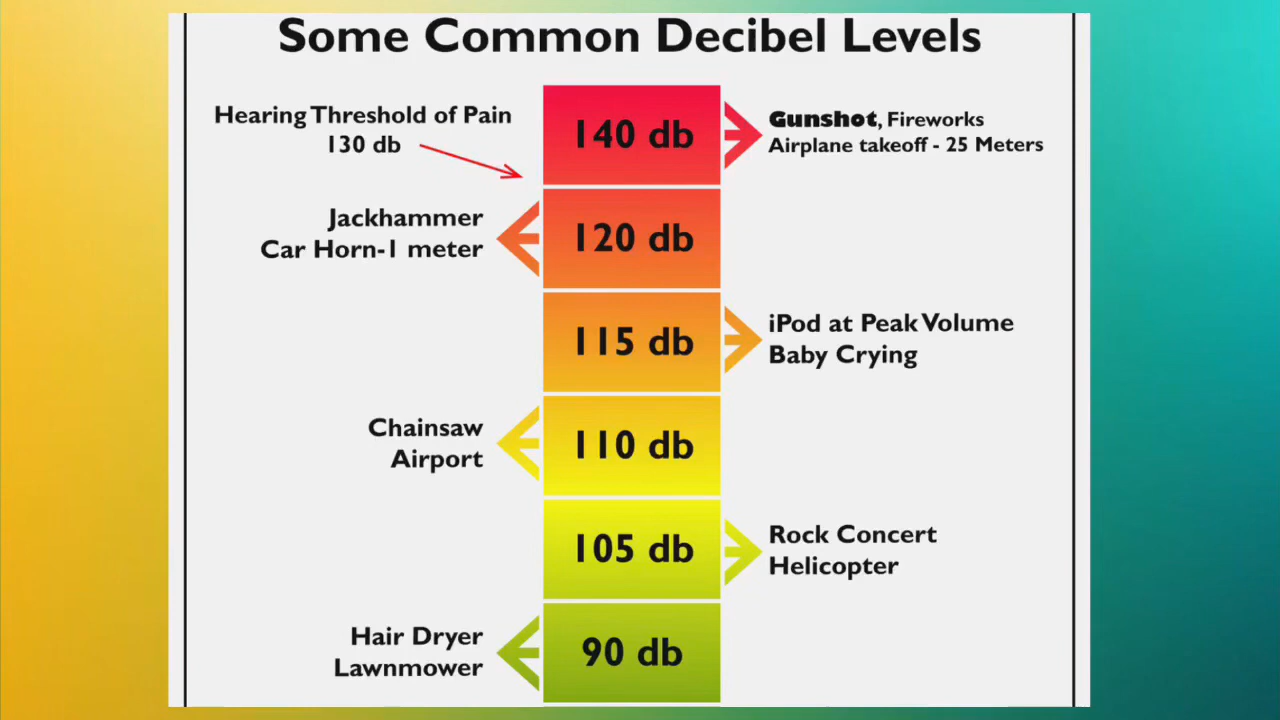 Some Common Decibel Levels
Hearing Threshold of Pain
130 db
140 db
Gunshot, Fireworks
Airplane takeoff - 25 Meters
Jackhammer
Car Horn-1 meter
120 db
115 db
iPod at Peak Volume
Baby Crying
Chainsaw
Airport
110 db
105 db
Rock Concert
Helicopter
Hair Dryer
Lawnmower
90 db